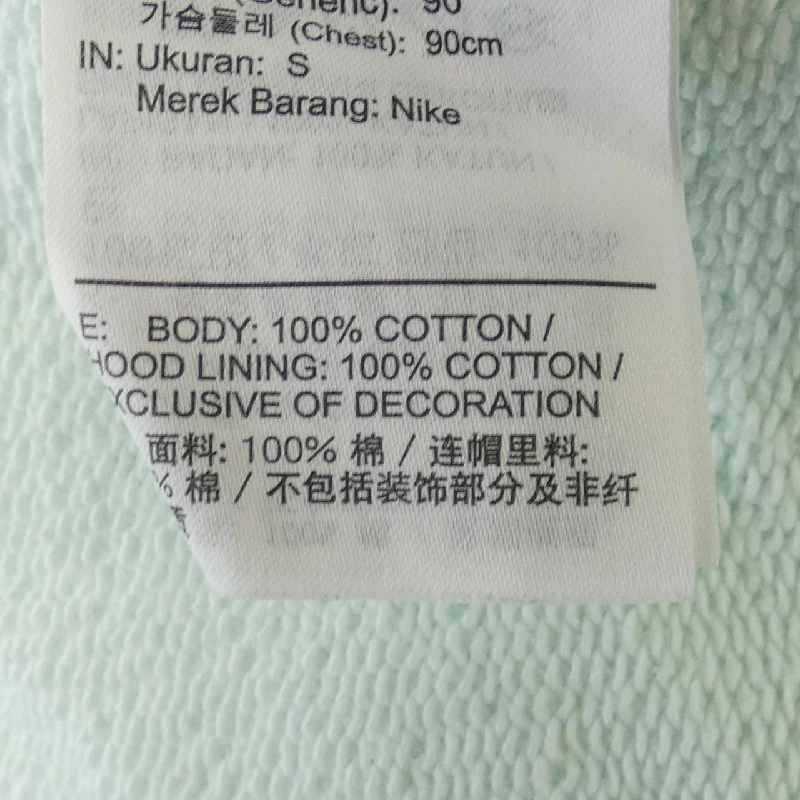 (Generic): 90
가슴둘레 (Chest): 90cm
IN: Ukuran: S
Merek Barang: Nike
E: BODY: 100% COTTON /
HOOD LINING: 100% COTTON /
XCLUSIVE OF DECORATION
面料: 100% 棉 / 连帽里料:
% 棉 / 不包括装饰部分及非纤